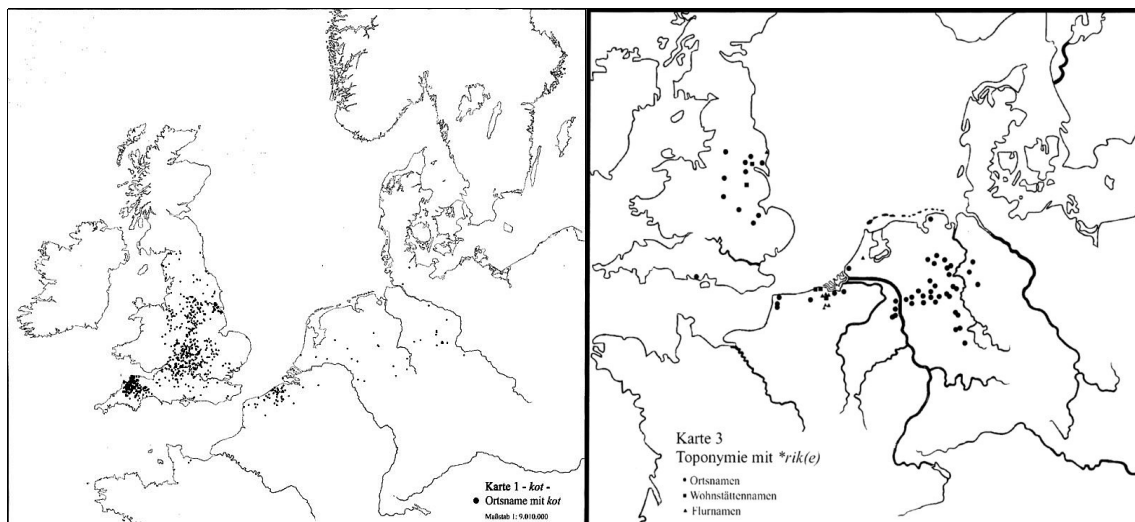 Karte 1 - kot -
● Ortsname mit kot
Maßstab 1: 9.010.000
Karte 3
Toponymie mit *rik(e)
• Ortsnamen
▪ Wohnstättennamen
▲ Flurnamen